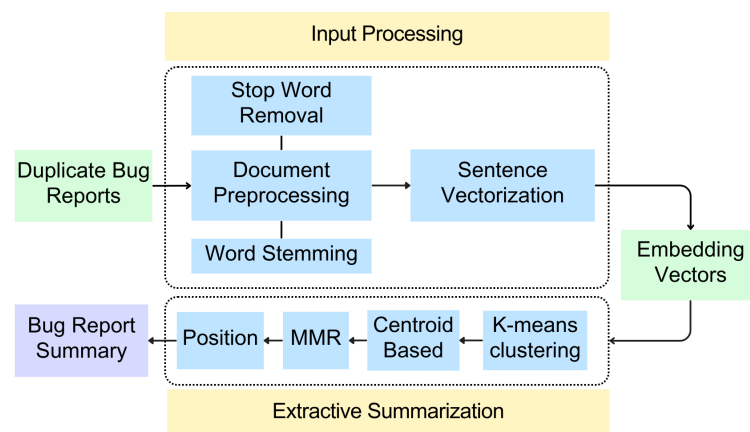 Input Processing
Stop Word
Removal
Duplicate Bug
Reports
Document
Preprocessing
Sentence
Vectorization
Word Stemming
Embedding
Vectors
Bug Report
Summary
Position
MMR
Centroid
Based
K-means
clustering
Extractive Summarization